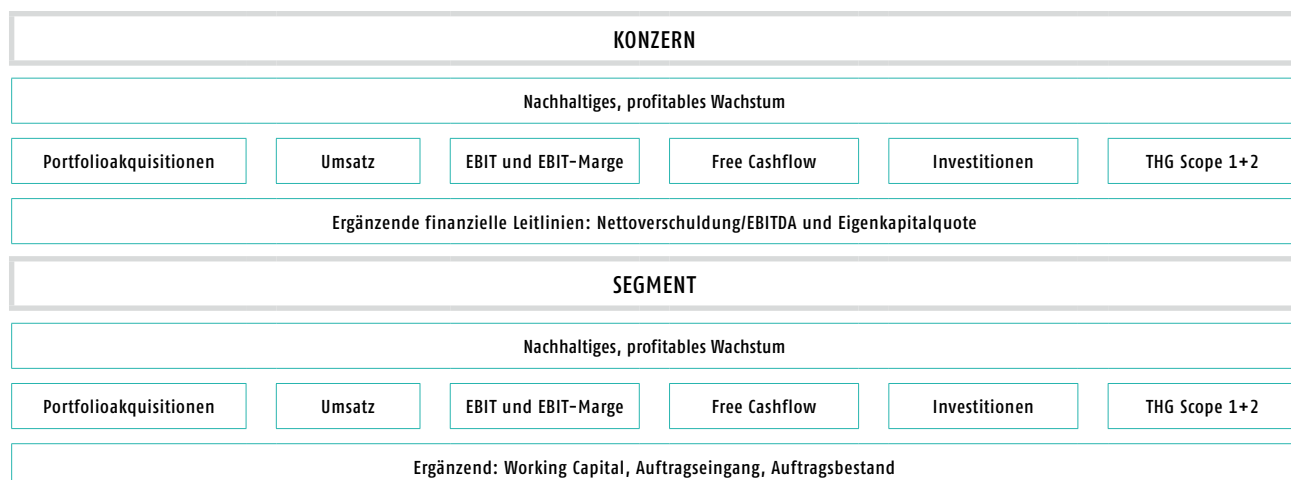 KONZERN
Nachhaltiges, profitables Wachstum
Portfolioakquisitionen Umsatz EBIT und EBIT-Marge Free Cashflow Investitionen THG Scope 1+2
Ergänzende finanzielle Leitlinien: Nettoverschuldung/EBITDA und Eigenkapitalquote
SEGMENT
Nachhaltiges, profitables Wachstum
Portfolioakquisitionen Umsatz EBIT und EBIT-Marge Free Cashflow Investitionen THG Scope 1+2
Ergänzend: Working Capital, Auftragseingang, Auftragsbestand